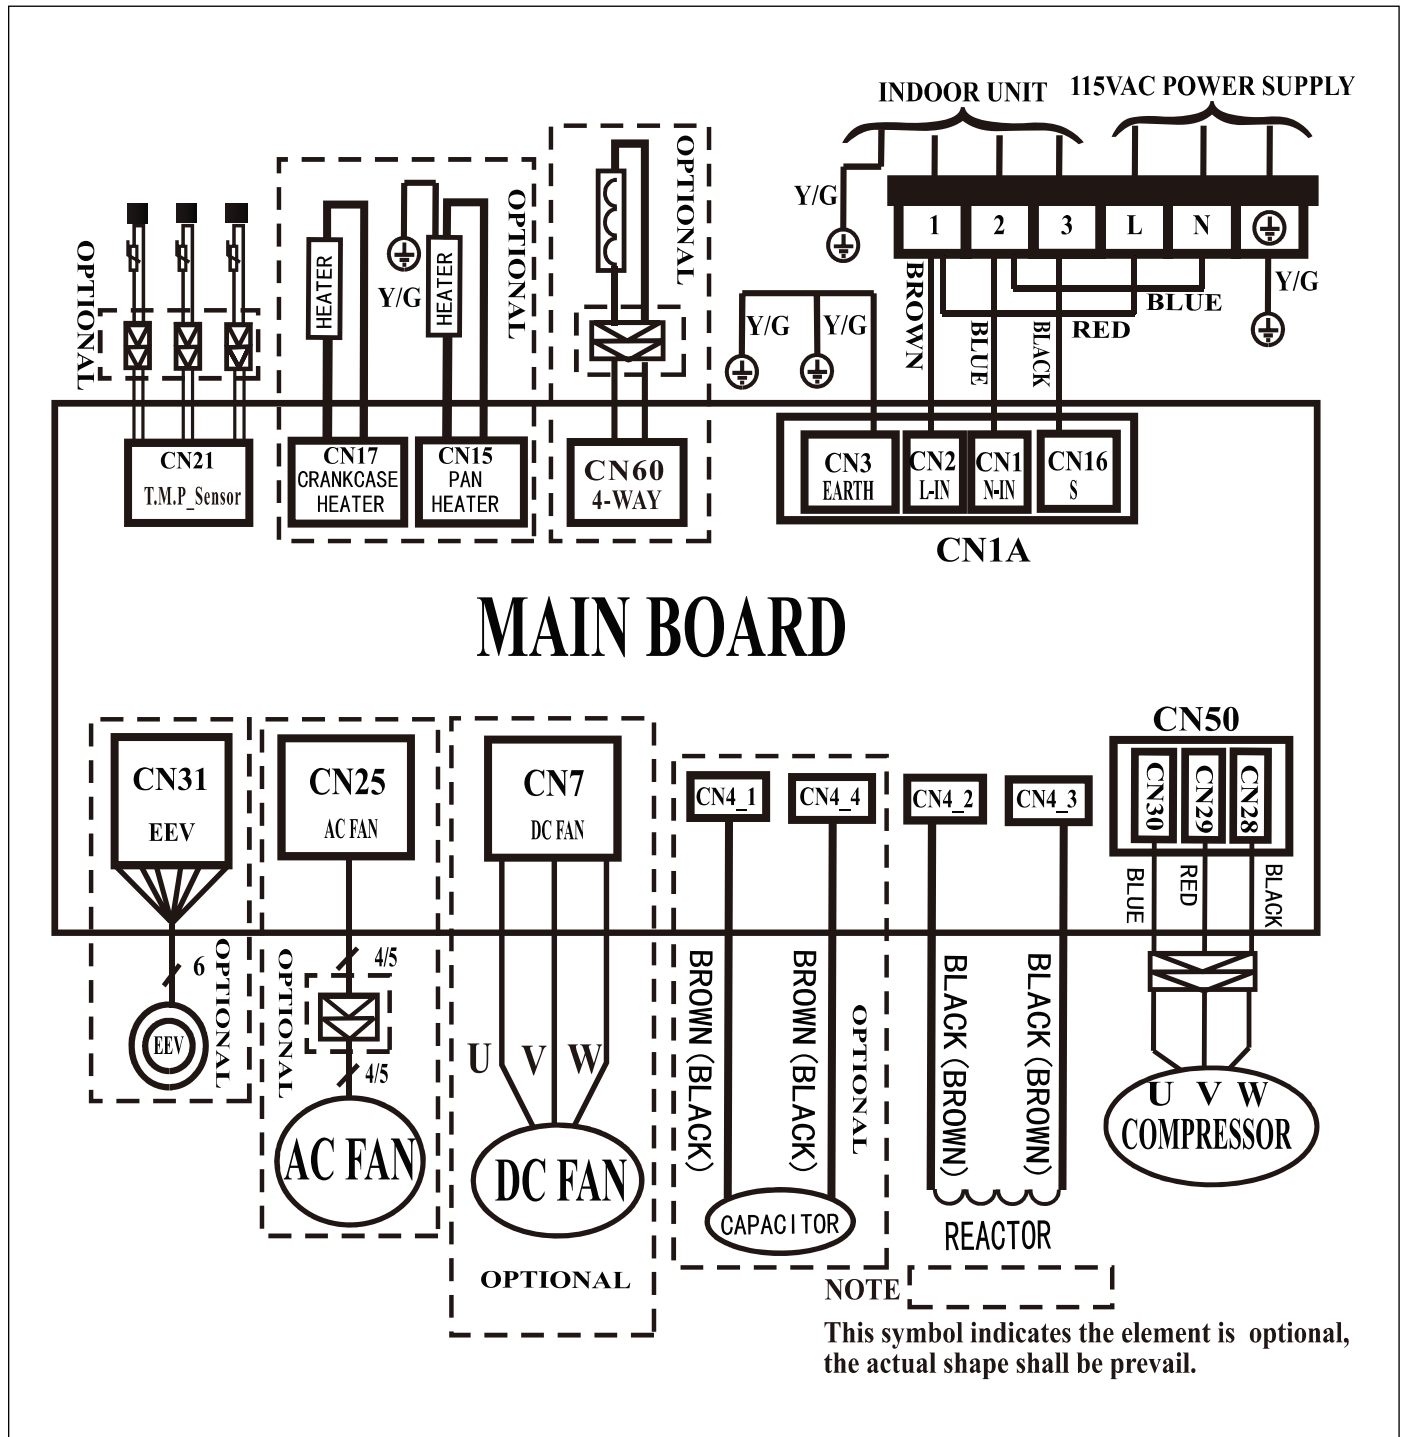 INDOOR UNIT
115VAC POWER SUPPLY
Y/G
1
2
3
L
N
OPTIONAL
OPTIONAL
OPTIONAL
HEATER
Y/G
HEATER
Y/G
Y/G
BROWN
BLUE
BLACK
RED
BLUE
Y/G
CN21
T.M.P_Sensor
CN17
CRANKCASE
HEATER
CN15
PAN
HEATER
CN60
4-WAY
CN3
EARTH
CN2
L-IN
CN1
N-IN
CN16
S
CN1A
MAIN BOARD
CN31
EEV
CN25
AC FAN
CN7
DC FAN
CN4_1
CN4_4
CN4_2
CN4_3
CN50
CN30
CN29
CN28
BLUE
RED
BLACK
6
OPTIONAL
EEV
OPTIONAL
4/5
4/5
AC FAN
U
V
W
DC FAN
OPTIONAL
BROWN(BLACK)
BROWN(BLACK)
OPTIONAL
CAPACITOR
BLACK(BROWN)
BLACK(BROWN)
REACTOR
U V W
COMPRESSOR
NOTE
This symbol indicates the element is optional,
the actual shape shall be prevail.